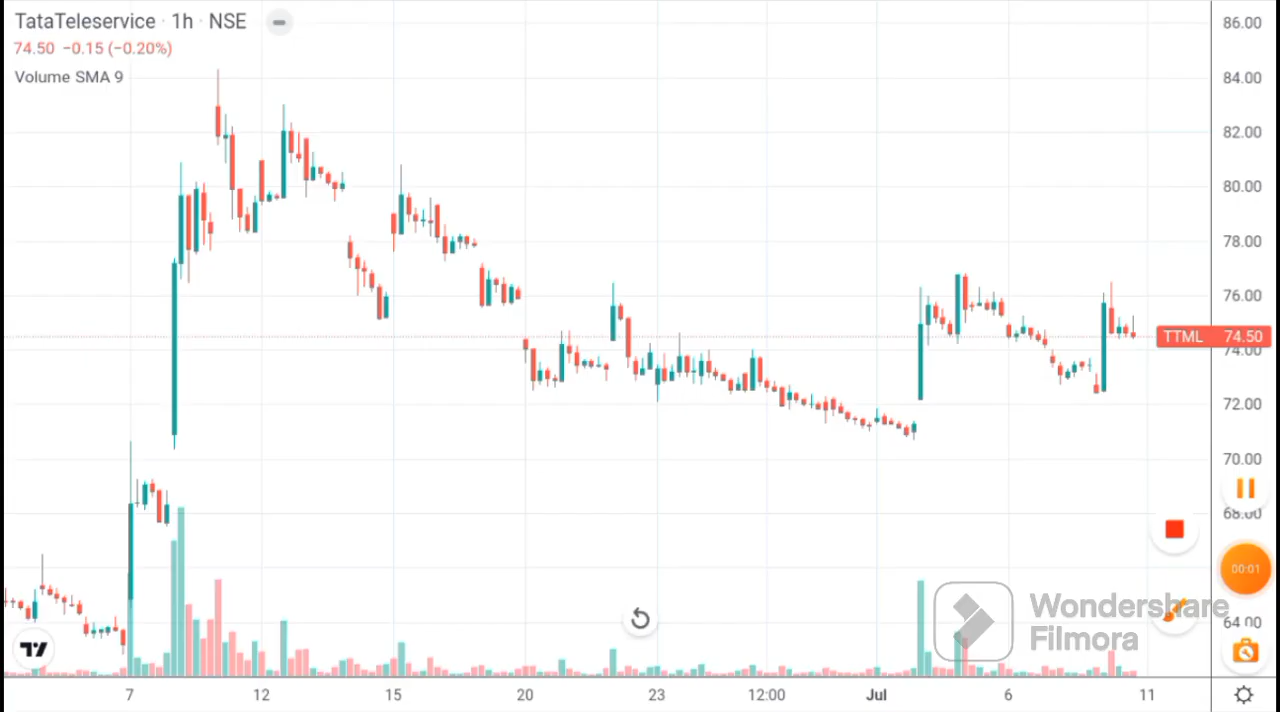 TataTeleservice · 1h · NSE
74.50 −0.15 (−0.20%)
Volume SMA 9
86.00
84.00
82.00
80.00
78.00
76.00
TTML 74.50
74.00
72.00
70.00
68.00
00:01
Wondershare
Filmora
64.00
7 12 15 20 23 12:00 Jul 6 11